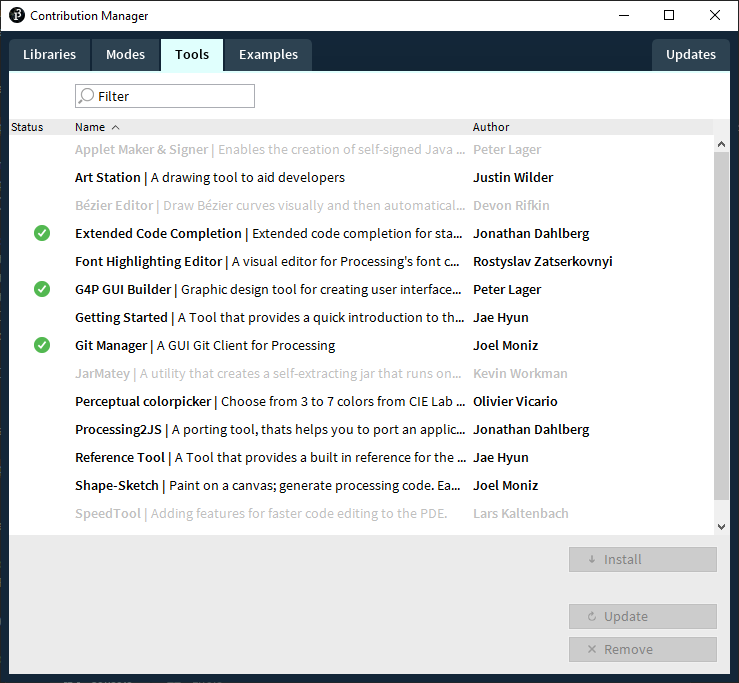 Contribution Manager
Libraries Modes Tools Examples Updates
Filter
Status Name Author
Applet Maker & Signer | Enables the creation of self-signed Java ... Peter Lager
Art Station | A drawing tool to aid developers Justin Wilder
Bézier Editor | Draw Bézier curves visually and then automatical... Devon Rifkin
Extended Code Completion | Extended code completion for sta... Jonathan Dahlberg
Font Highlighting Editor | A visual editor for Processing's font c... Rostyslav Zatserkovnyi
G4P GUI Builder | Graphic design tool for creating user interface... Peter Lager
Getting Started | A Tool that provides a quick introduction to th... Jae Hyun
Git Manager | A GUI Git Client for Processing Joel Moniz
JarMatey | A utility that creates a self-extracting jar that runs on... Kevin Workman
Perceptual colorpicker | Choose from 3 to 7 colors from CIE Lab ... Olivier Vicario
Processing2JS | A porting tool, thats helps you to port an applic... Jonathan Dahlberg
Reference Tool | A Tool that provides a built in reference for the ... Jae Hyun
Shape-Sketch | Paint on a canvas; generate processing code. Ea... Joel Moniz
SpeedTool | Adding features for faster code editing to the PDE. Lars Kaltenbach
Install
Update
Remove